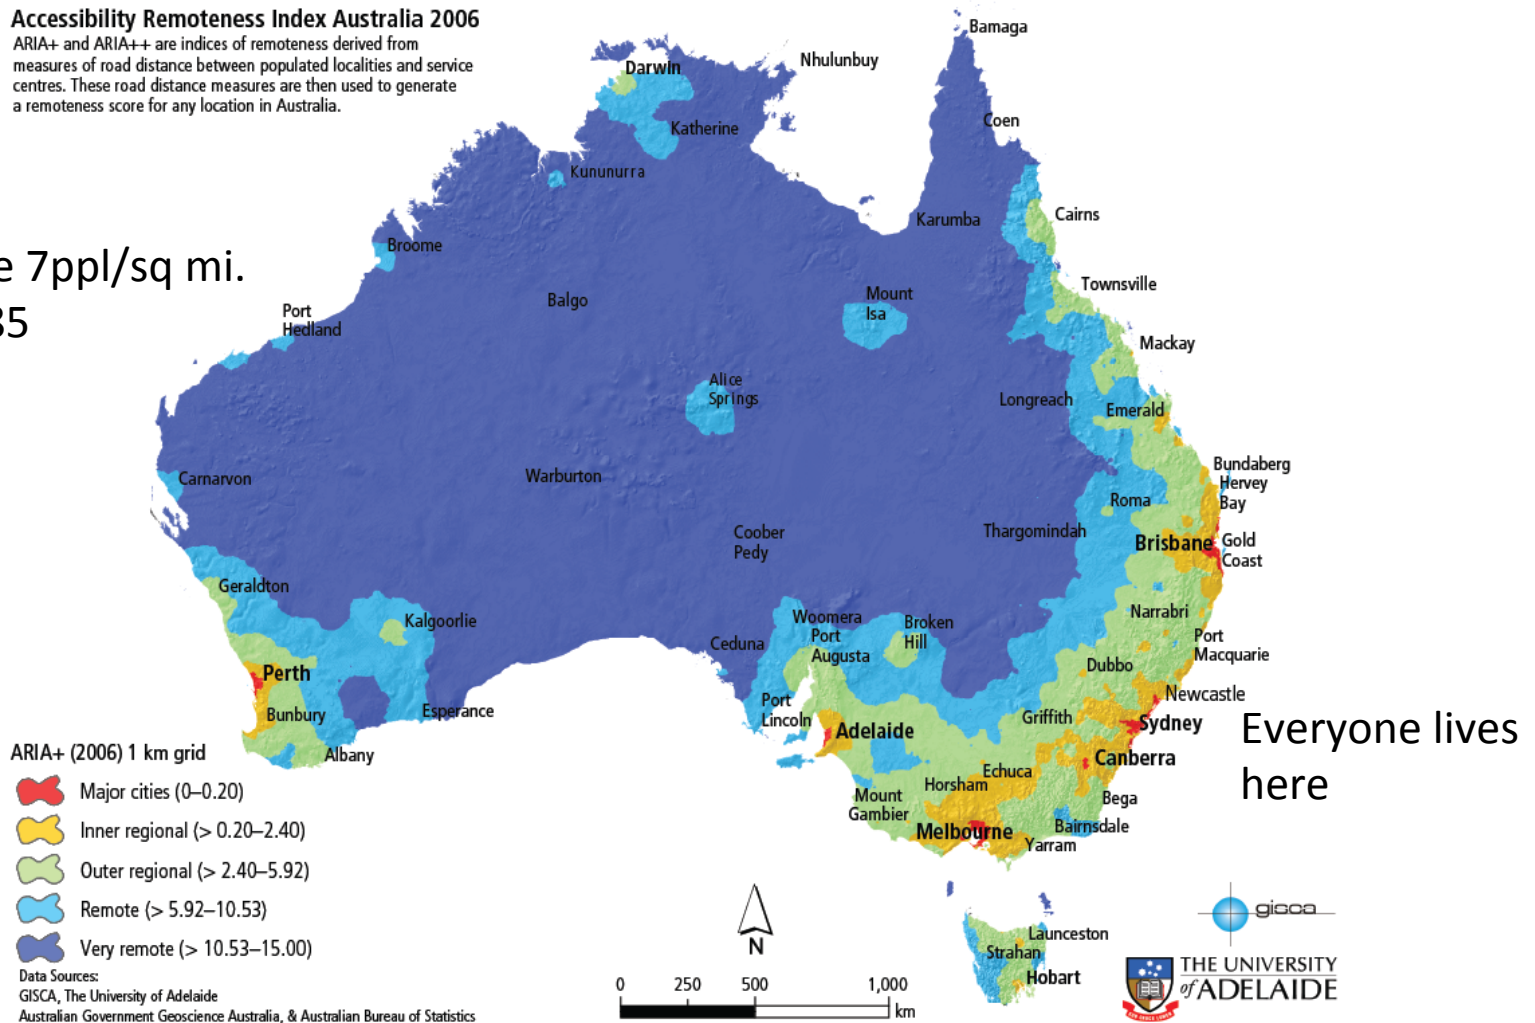 Accessibility Remoteness Index Australia 2006
ARIA+ and ARIA++ are indices of remoteness derived from
measures of road distance between populated localities and service
centres. These road distance measures are then used to generate
a remoteness score for any location in Australia.
Bamaga
Nhulunbuy
Darwin
Coen
Katherine
Kununurra
Cairns
Karumba
Broome
e 7ppl/sq mi.
35
Townsville
Balgo
Mount
Isa
Port
Hedland
Mackay
Alice
Springs
Longreach
Emerald
Bundaberg
Hervey
Bay
Carnarvon
Warburton
Roma
Coober
Pedy
Thargomindah
Brisbane
Gold
Coast
Geraldton
Kalgoorlie
Woomera
Broken
Hill
Narrabri
Port
Augusta
Port
Macquarie
Ceduna
Perth
Dubbo
Newcastle
Bunbury
Esperance
Port
Lincoln
Griffith
Sydney
Everyone lives
here
Adelaide
Albany
Canberra
Echuca
Horsham
Mount
Gambier
Bega
Bairnsdale
Melbourne
Yarram
ARIA+ (2006) 1 km grid
Major cities (0–0.20)
Inner regional (> 0.20–2.40)
Outer regional (> 2.40–5.92)
Remote (> 5.92–10.53)
Very remote (> 10.53–15.00)
Data Sources:
GISCA, The University of Adelaide
Australian Government Geoscience Australia, & Australian Bureau of Statistics
N
0 250 500 1,000
km
Launceston
Strahan
Hobart
gisca
THE UNIVERSITY
of ADELAIDE